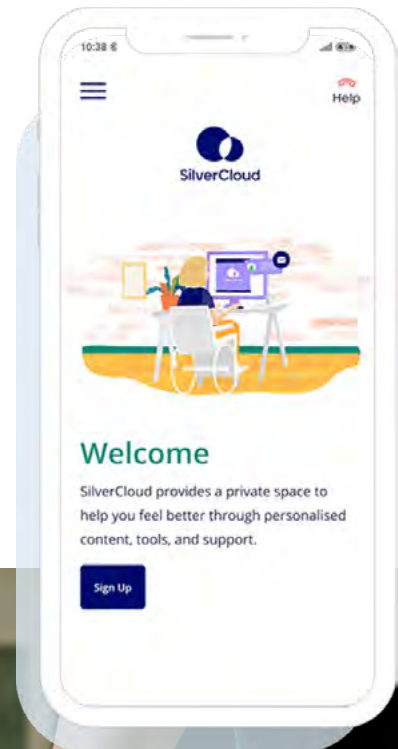 10:38
Help
SilverCloud
Welcome
SilverCloud provides a private space to
help you feel better through personalised
content, tools, and support.
Sign Up